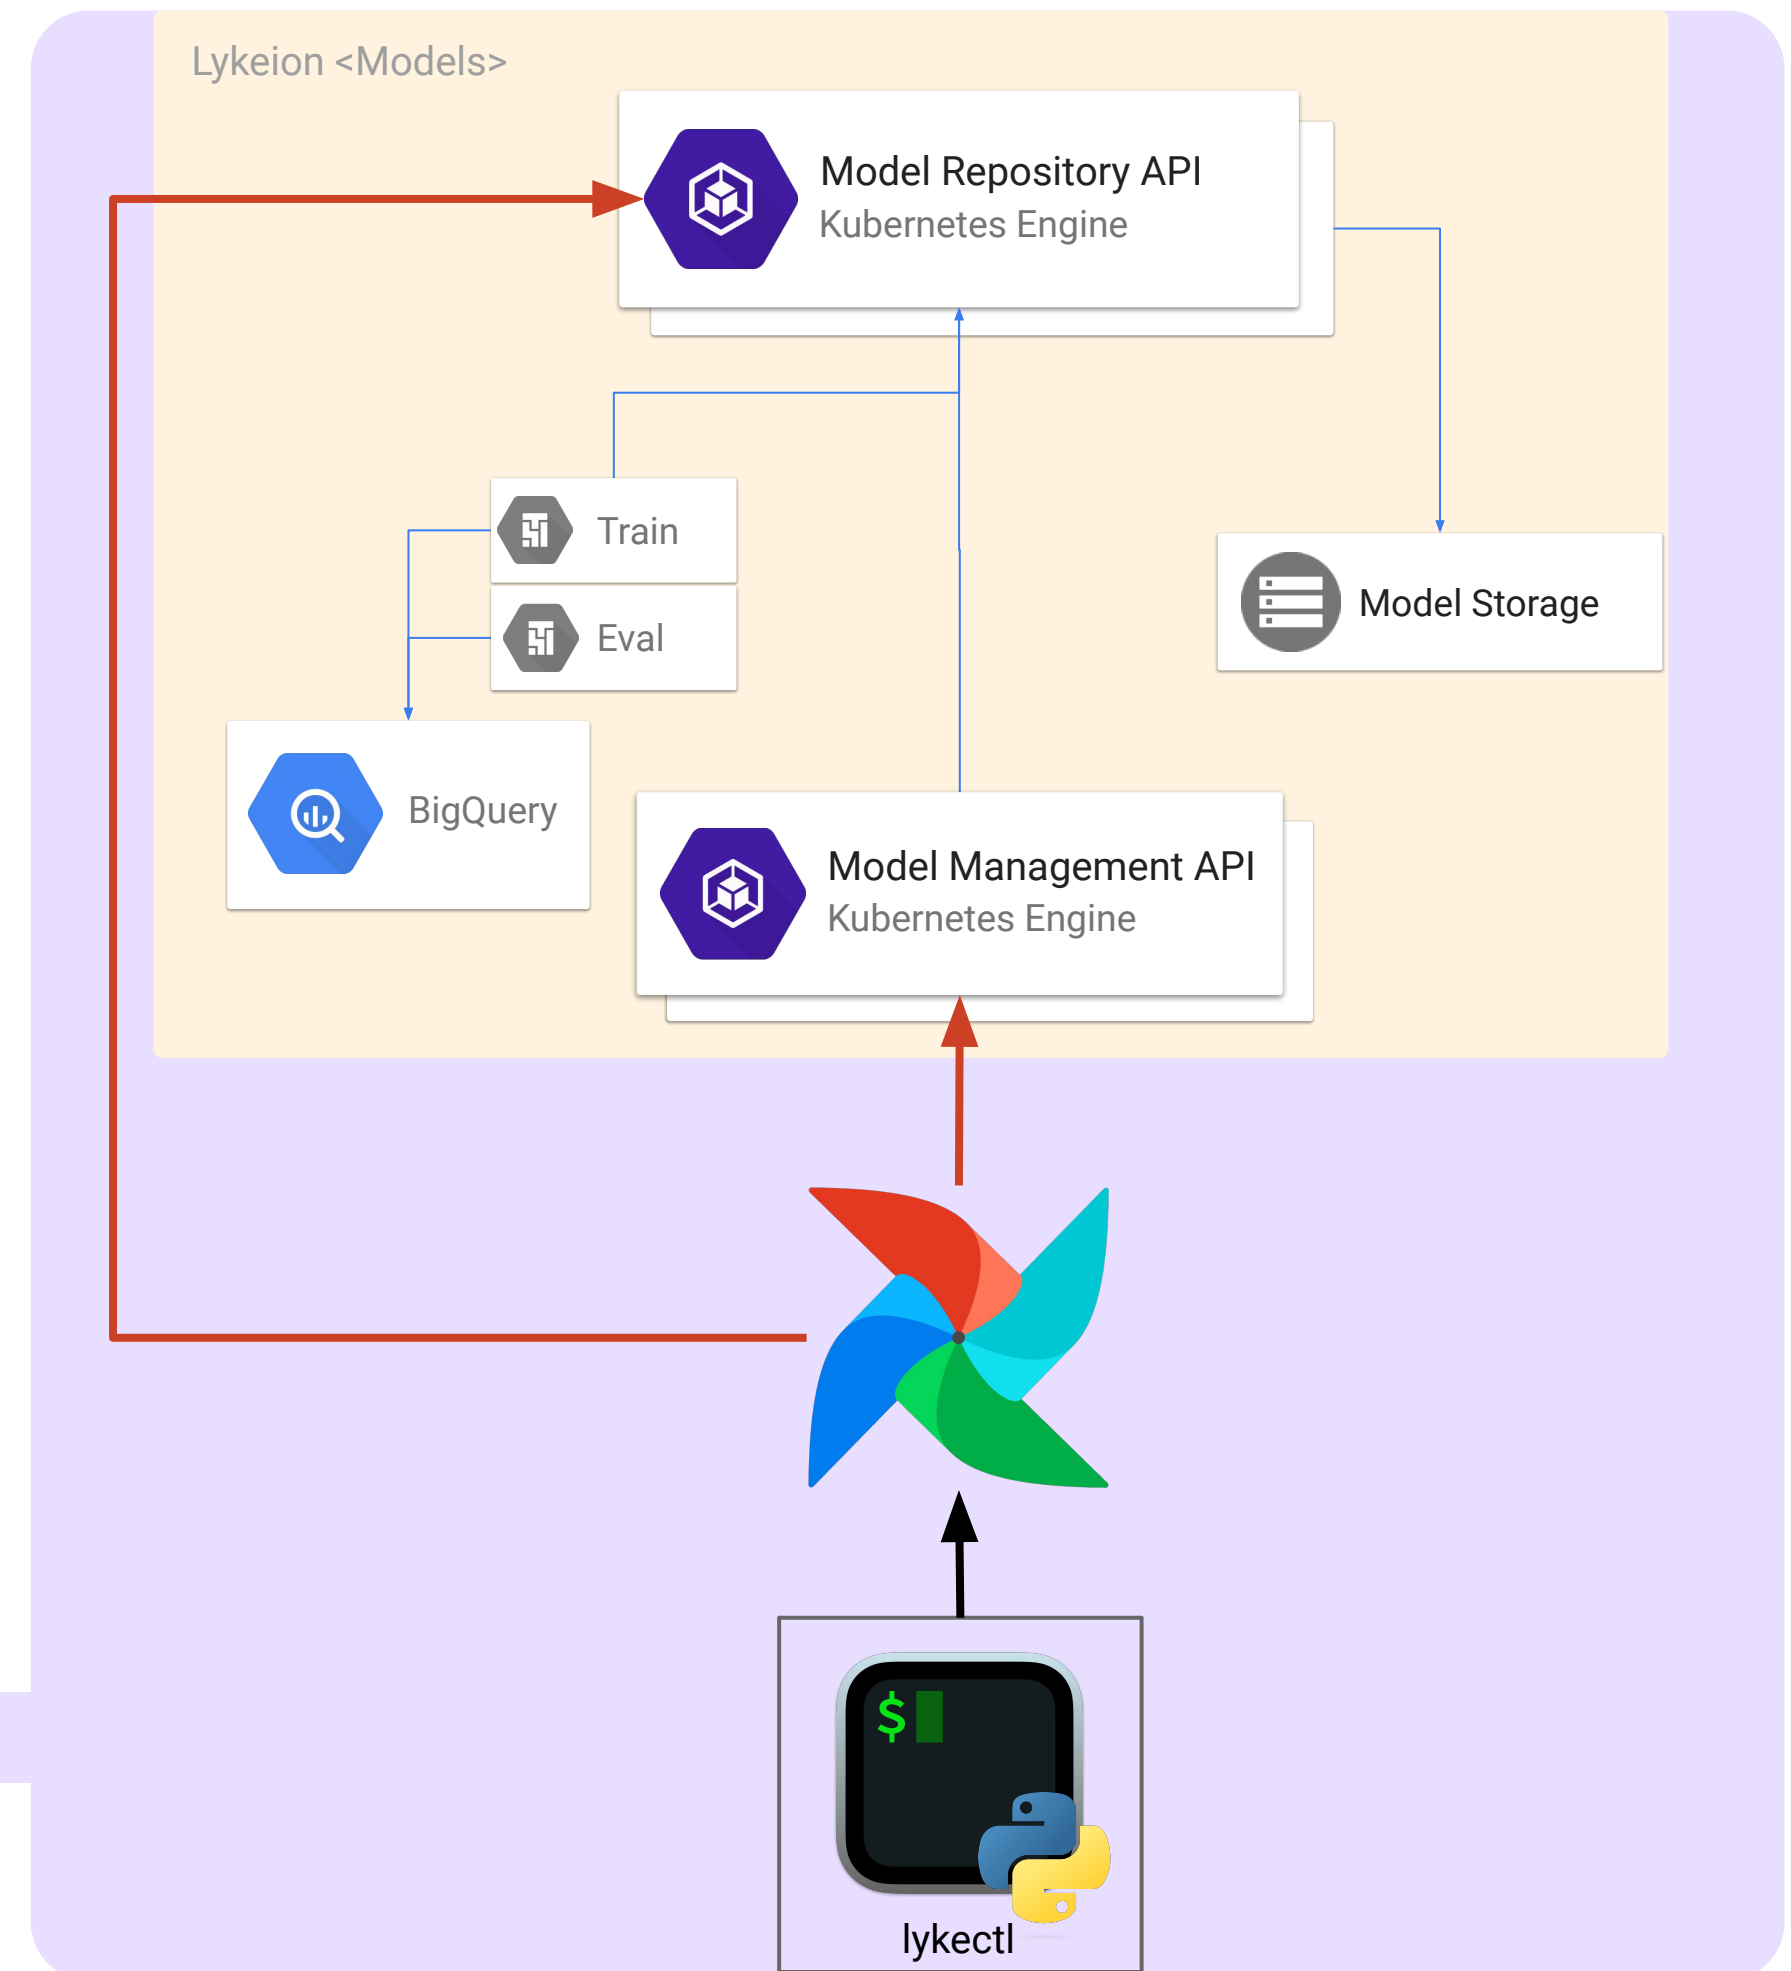 Lykeion <Models>
Model Repository API
Kubernetes Engine
Train
Eval
Model Storage
BigQuery
Model Management API
Kubernetes Engine
$
lykectl